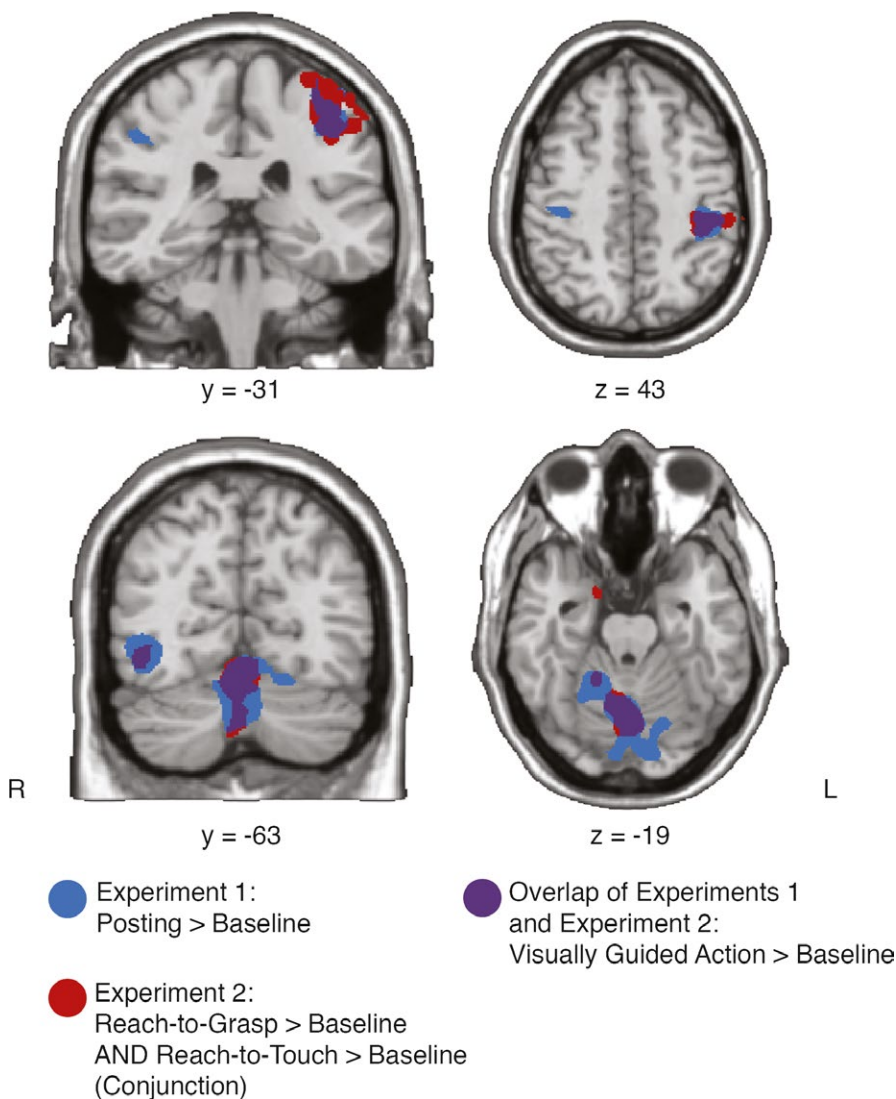 y = -31
z = 43
R
L
y = -63
z = -19
Experiment 1:
Posting > Baseline
Overlap of Experiments 1
and Experiment 2:
Visually Guided Action > Baseline
Experiment 2:
Reach-to-Grasp > Baseline
AND Reach-to-Touch > Baseline
(Conjunction)